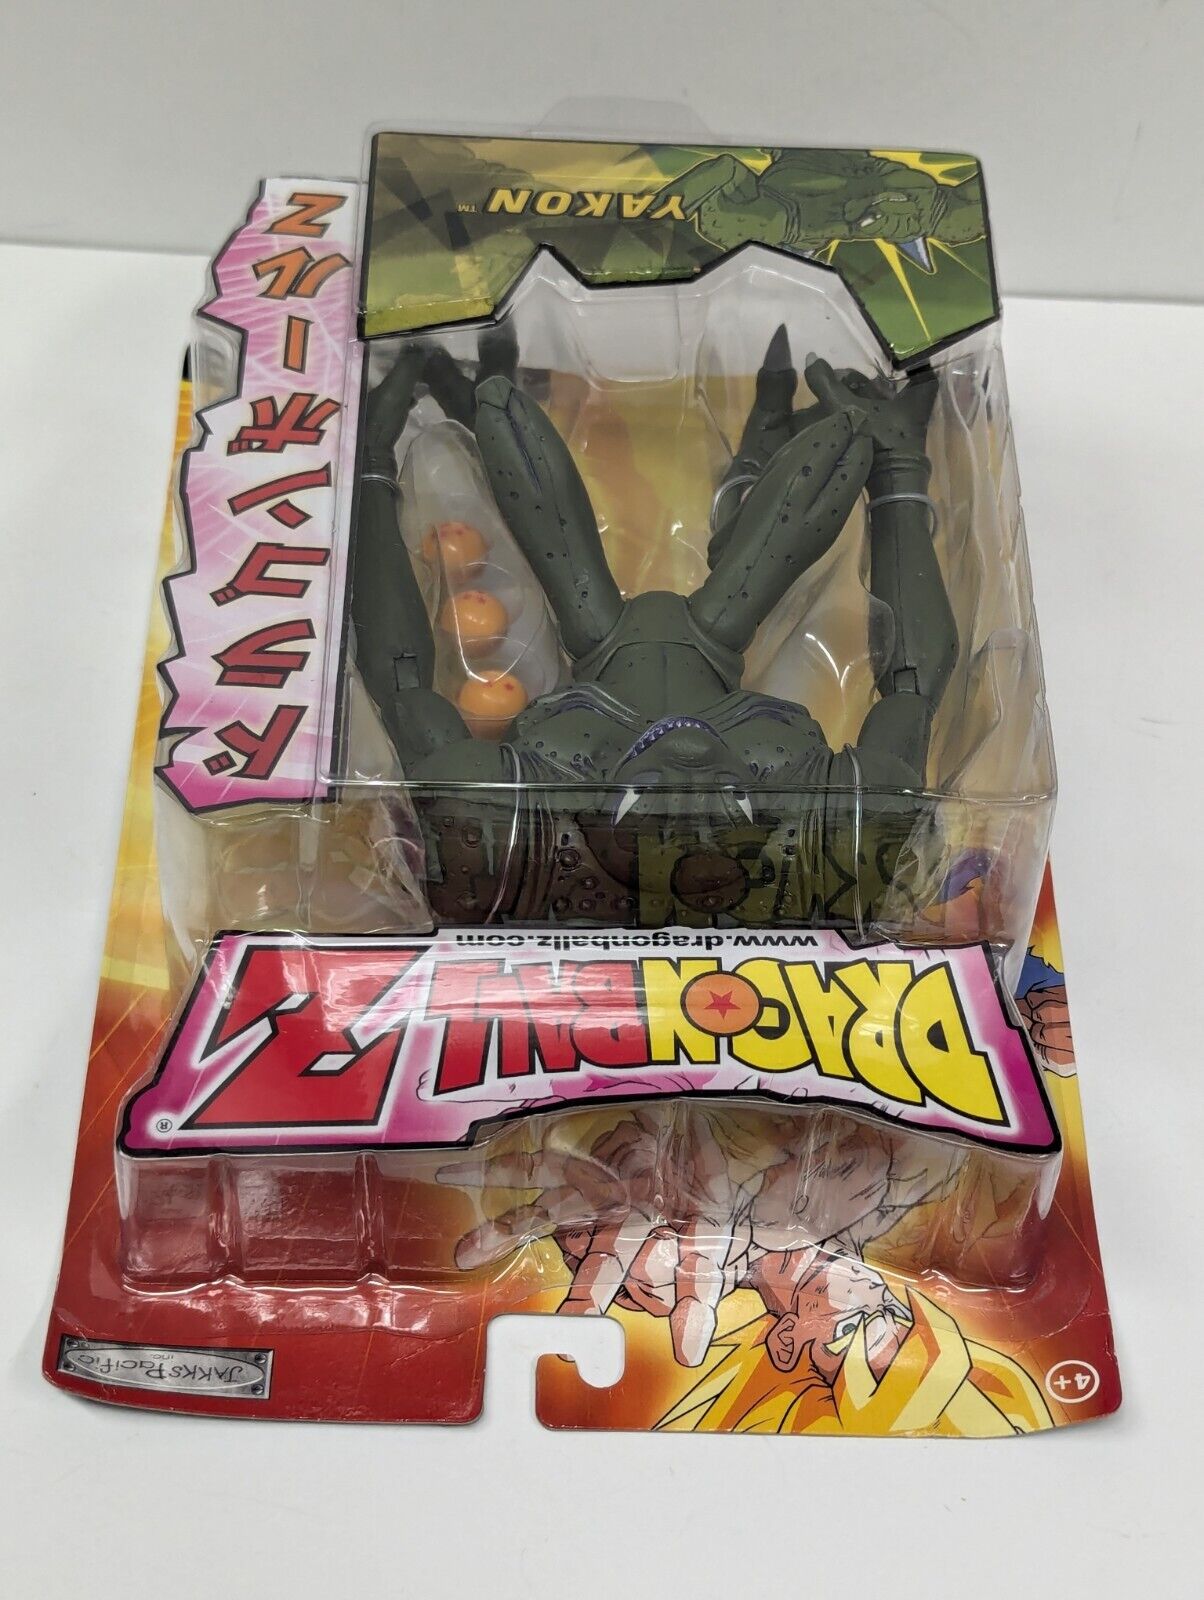 4+
JAKKS Pacific
inc.
DRAGONBALL Z®
www.dragonballz.com
ドラゴンボールZ
YAKON™